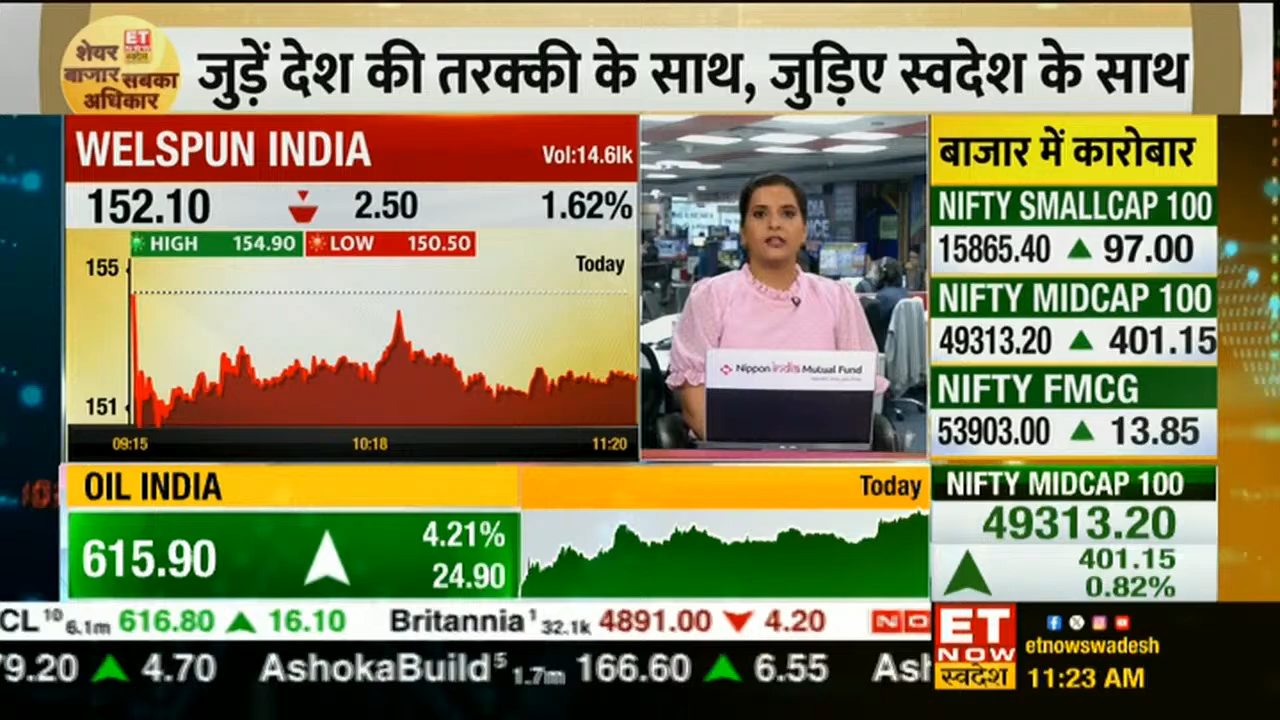 शेयर
बाजार सबका
अधिकार
ET
NOW
स्वदेश
जुड़ें देश की तरक्की के साथ, जुड़िए स्वदेश के साथ
WELSPUN INDIA Vol:14.6lk
152.10 2.50 1.62%
HIGH 154.90 LOW 150.50
155 Today
151
09:15 10:18 11:20
Nippon india Mutual Fund
बाजार में कारोबार
NIFTY SMALLCAP 100
15865.40 97.00
NIFTY MIDCAP 100
49313.20 401.15
NIFTY FMCG
53903.00 13.85
OIL INDIA Today
615.90 4.21%
24.90
NIFTY MIDCAP 100
49313.20
401.15
0.82%
CL 10 6.1m 616.80 16.10 Britannia 1 32.1k 4891.00 4.20 NO
79.20 4.70 AshokaBuild 5 1.7m 166.60 6.55 Ash
ET
NOW
स्वदेश
etnowswadesh
11:23 AM